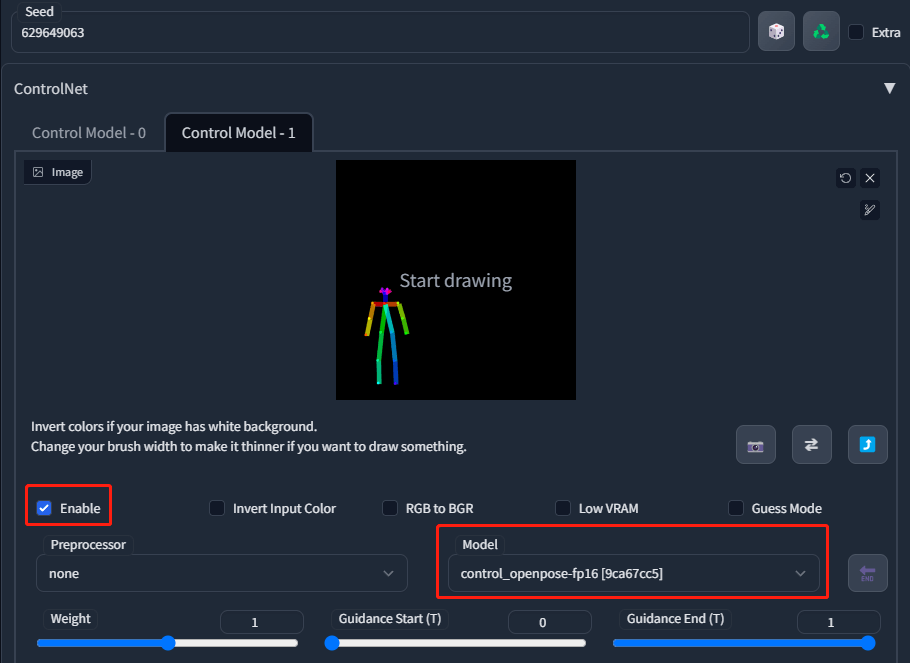 Seed
629649063
Extra
ControlNet
Control Model - 0
Control Model - 1
Image
Start drawing
Invert colors if your image has white background.
Change your brush width to make it thinner if you want to draw something.
Enable
Invert Input Color
RGB to BGR
Low VRAM
Guess Mode
Preprocessor
none
Model
control_openpose-fp16 [9ca67cc5]
END
Weight
1
Guidance Start (T)
0
Guidance End (T)
1